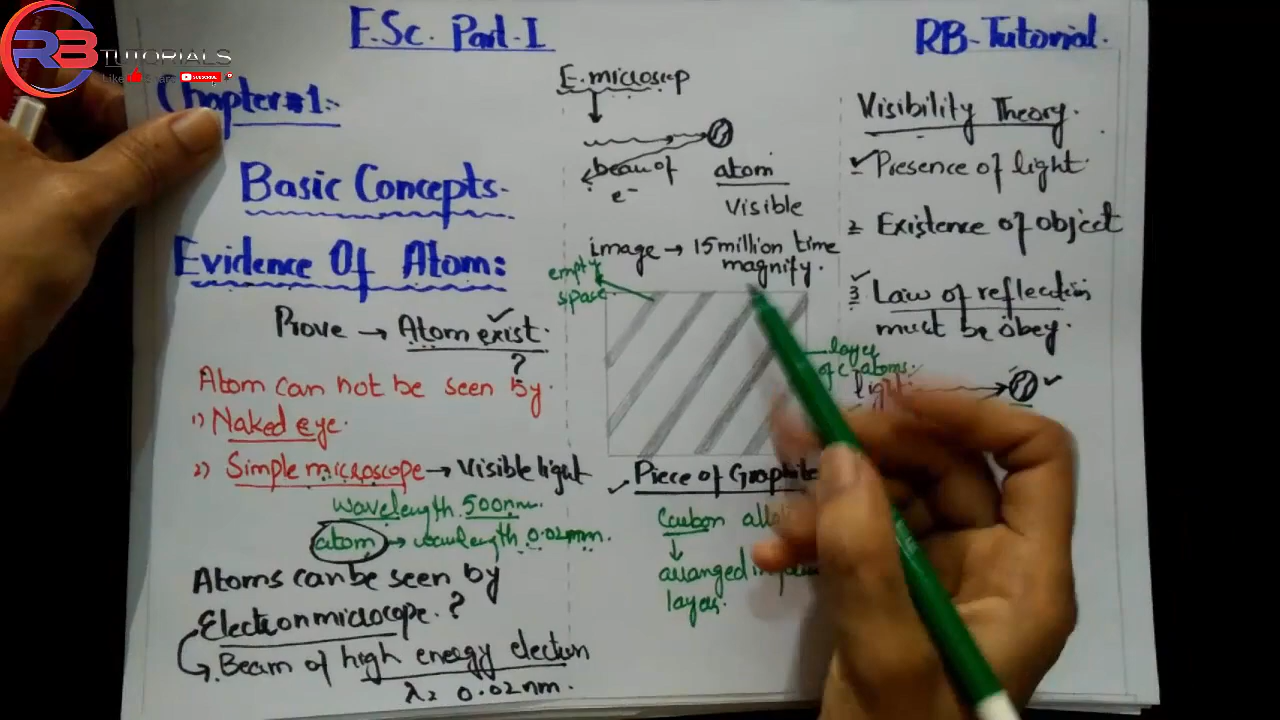 RB TUTORIALS
F.Sc. Part-I
RB-Tutorial.
Chapter#1:-
Basic Concepts.
Evidence Of Atom:
Prove → Atom exist.
?
Atom can not be seen by.
1) Naked eye.
2) Simple microscope → Visible light
wavelength 500nm.
atom → wavelength 0.02nm.
Atoms can be seen by
Electron microscope. ?
Beam of high energy electron
λ= 0.02nm.
E.microscop
beam of
e⁻
atom
visible
image → 15 million time
magnify.
empty
space.
layer
of C-atoms.
Piece of Graphite
Carbon
arranged in
layer.
Visibility Theory.
Presence of light.
2 Existence of object
3 Law of reflection
must be obey.
light.